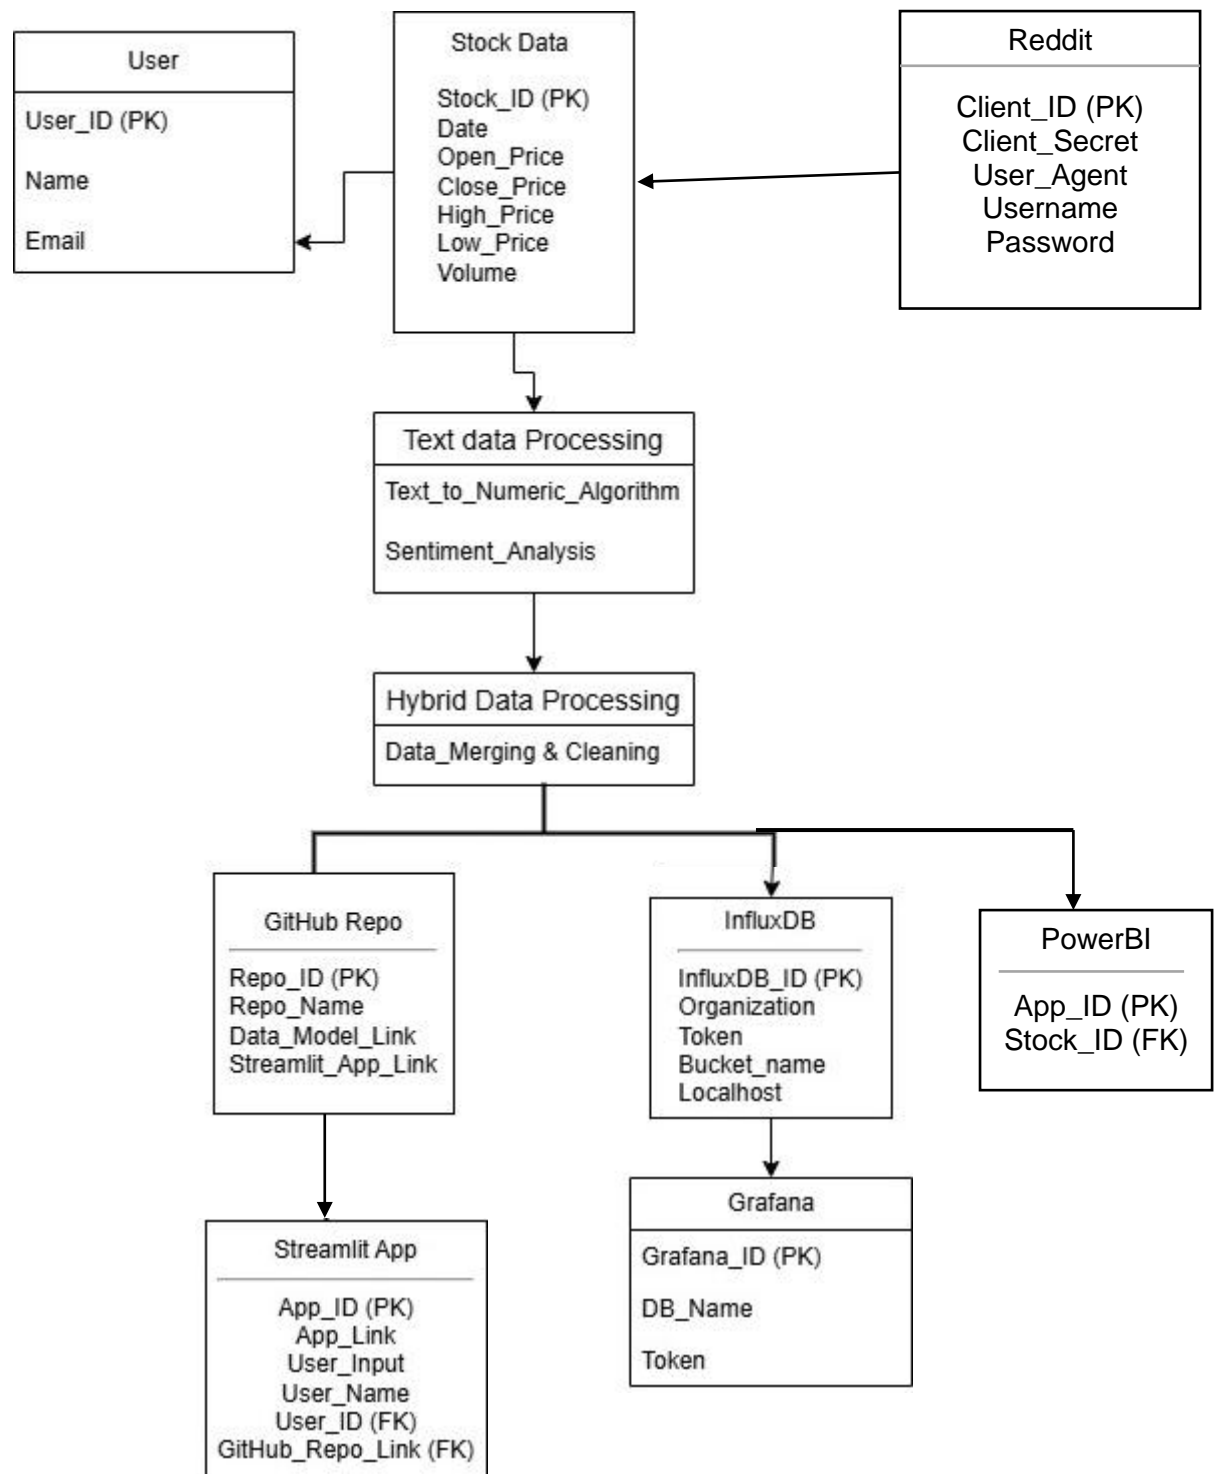 User
User_ID (PK)
Name
Email
Stock Data
Stock_ID (PK)
Date
Open_Price
Close_Price
High_Price
Low_Price
Volume
Reddit
Client_ID (PK)
Client_Secret
User_Agent
Username
Password
Text data Processing
Text_to_Numeric_Algorithm
Sentiment_Analysis
Hybrid Data Processing
Data_Merging & Cleaning
GitHub Repo
Repo_ID (PK)
Repo_Name
Data_Model_Link
Streamlit_App_Link
InfluxDB
InfluxDB_ID (PK)
Organization
Token
Bucket_name
Localhost
PowerBI
App_ID (PK)
Stock_ID (FK)
Streamlit App
App_ID (PK)
App_Link
User_Input
User_Name
User_ID (FK)
GitHub_Repo_Link (FK)
Grafana
Grafana_ID (PK)
DB_Name
Token